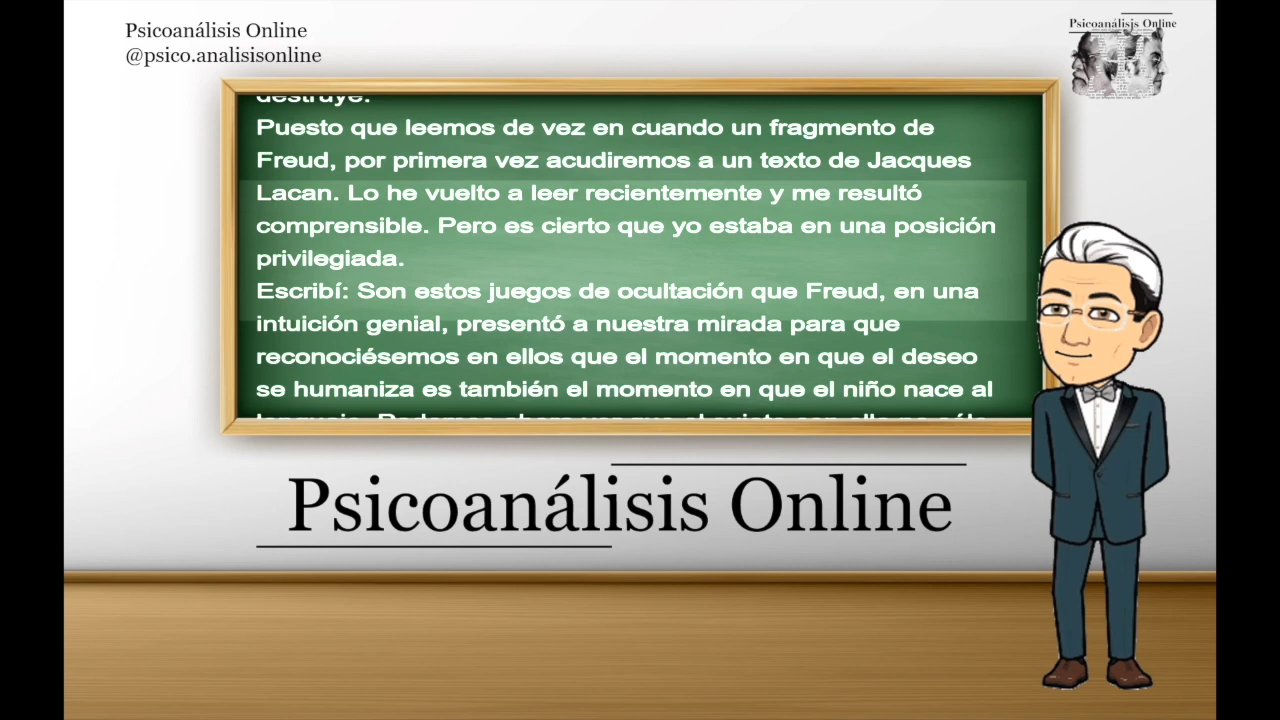 Psicoanálisis Online
@psico.analisisonline
Psicoanálisis Online
destruye.
Puesto que leemos de vez en cuando un fragmento de
Freud, por primera vez acudiremos a un texto de Jacques
Lacan. Lo he vuelto a leer recientemente y me resultó
comprensible. Pero es cierto que yo estaba en una posición
privilegiada.
Escribí: Son estos juegos de ocultación que Freud, en una
intuición genial, presentó a nuestra mirada para que
reconociésemos en ellos que el momento en que el deseo
se humaniza es también el momento en que el niño nace al
Psicoanálisis Online